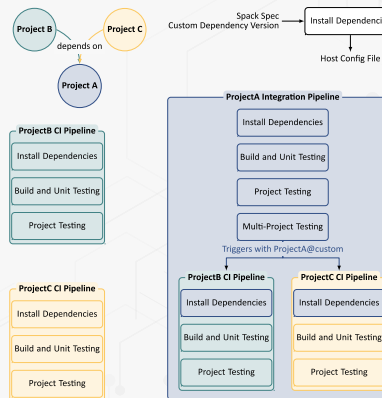 Project B
Project C
depends on
Project A
Spack Spec
Custom Dependency Version
Install Dependenci
Host Config File
ProjectB CI Pipeline
Install Dependencies
Build and Unit Testing
Project Testing
ProjectC CI Pipeline
Install Dependencies
Build and Unit Testing
Project Testing
ProjectA Integration Pipeline
Install Dependencies
Build and Unit Testing
Project Testing
Multi-Project Testing
Triggers with ProjectA@custom
ProjectB CI Pipeline
Install Dependencies
Build and Unit Testing
Project Testing
ProjectC CI Pipeline
Install Dependencies
Build and Unit Testing
Project Testing